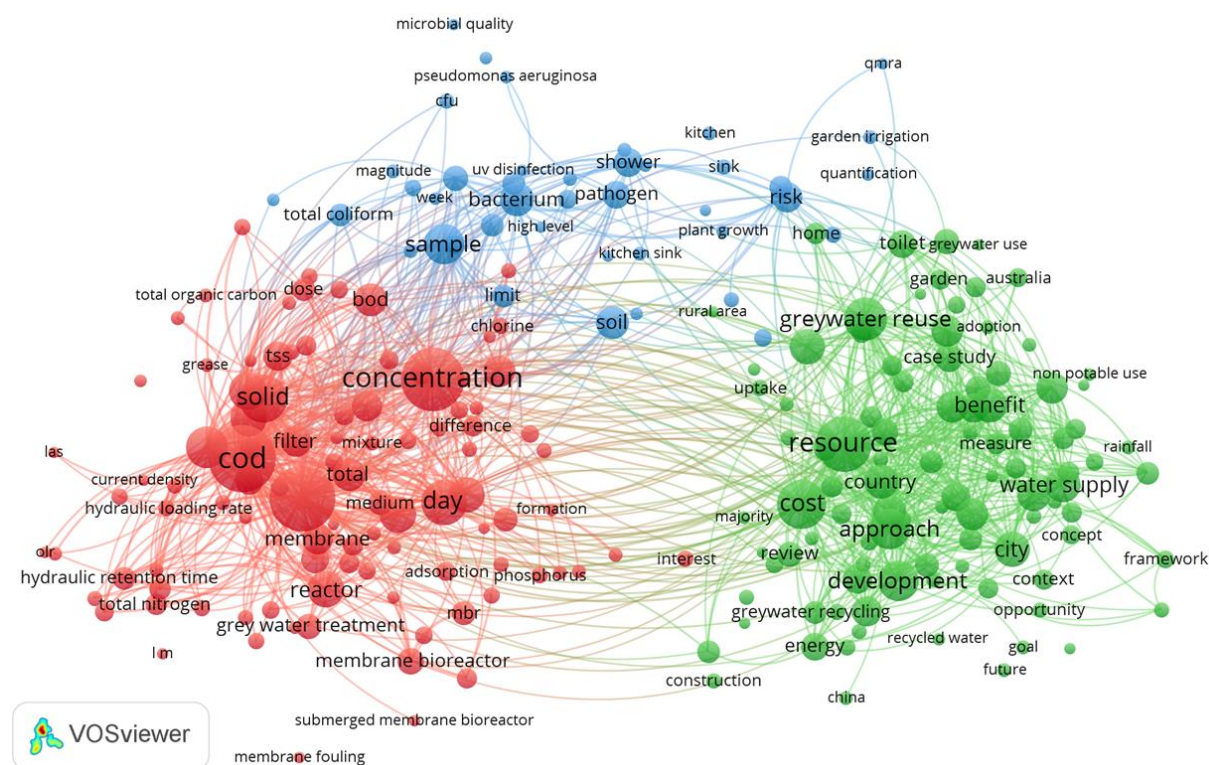 microbial quality
pseudomonas aeruginosa
cfu
qmra
kitchen
garden irrigation
magnitude
uv disinfection
shower
sink
quantification
week
bacterium
pathogen
risk
total coliform
high level
plant growth
home
sample
kitchen sink
toilet
greywater use
garden
australia
total organic carbon
dose
bod
limit
rural area
greywater reuse
chlorine
soil
adoption
tss
case study
grease
concentration
non potable use
uptake
solid
benefit
difference
filter
mixture
resource
measure
rainfall
las
cod
total
country
current density
water supply
medium
day
cost
hydraulic loading rate
formation
majority
approach
concept
membrane
olr
interest
review
city
framework
hydraulic retention time
adsorption
phosphorus
development
context
reactor
total nitrogen
mbr
greywater recycling
opportunity
grey water treatment
recycled water
l m
energy
goal
membrane bioreactor
future
construction
china
submerged membrane bioreactor
VOSviewer
membrane fouling